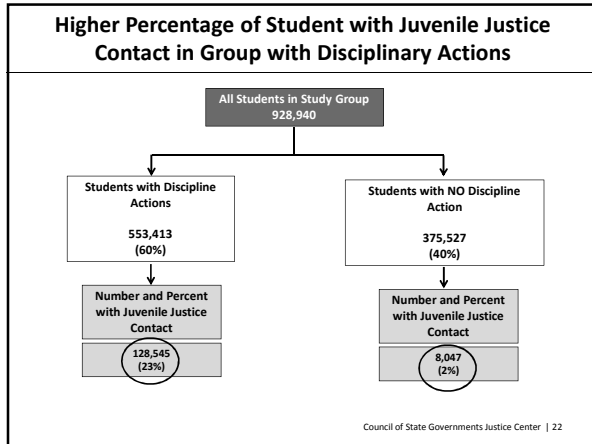 Higher Percentage of Student with Juvenile Justice
Contact in Group with Disciplinary Actions
All Students in Study Group
928,940
Students with Discipline
Actions
553,413
(60%)
Students with NO Discipline
Action
375,527
(40%)
Number and Percent
with Juvenile Justice
Contact
128,545
(23%)
Number and Percent
with Juvenile Justice
Contact
8,047
(2%)
Council of State Governments Justice Center | 22